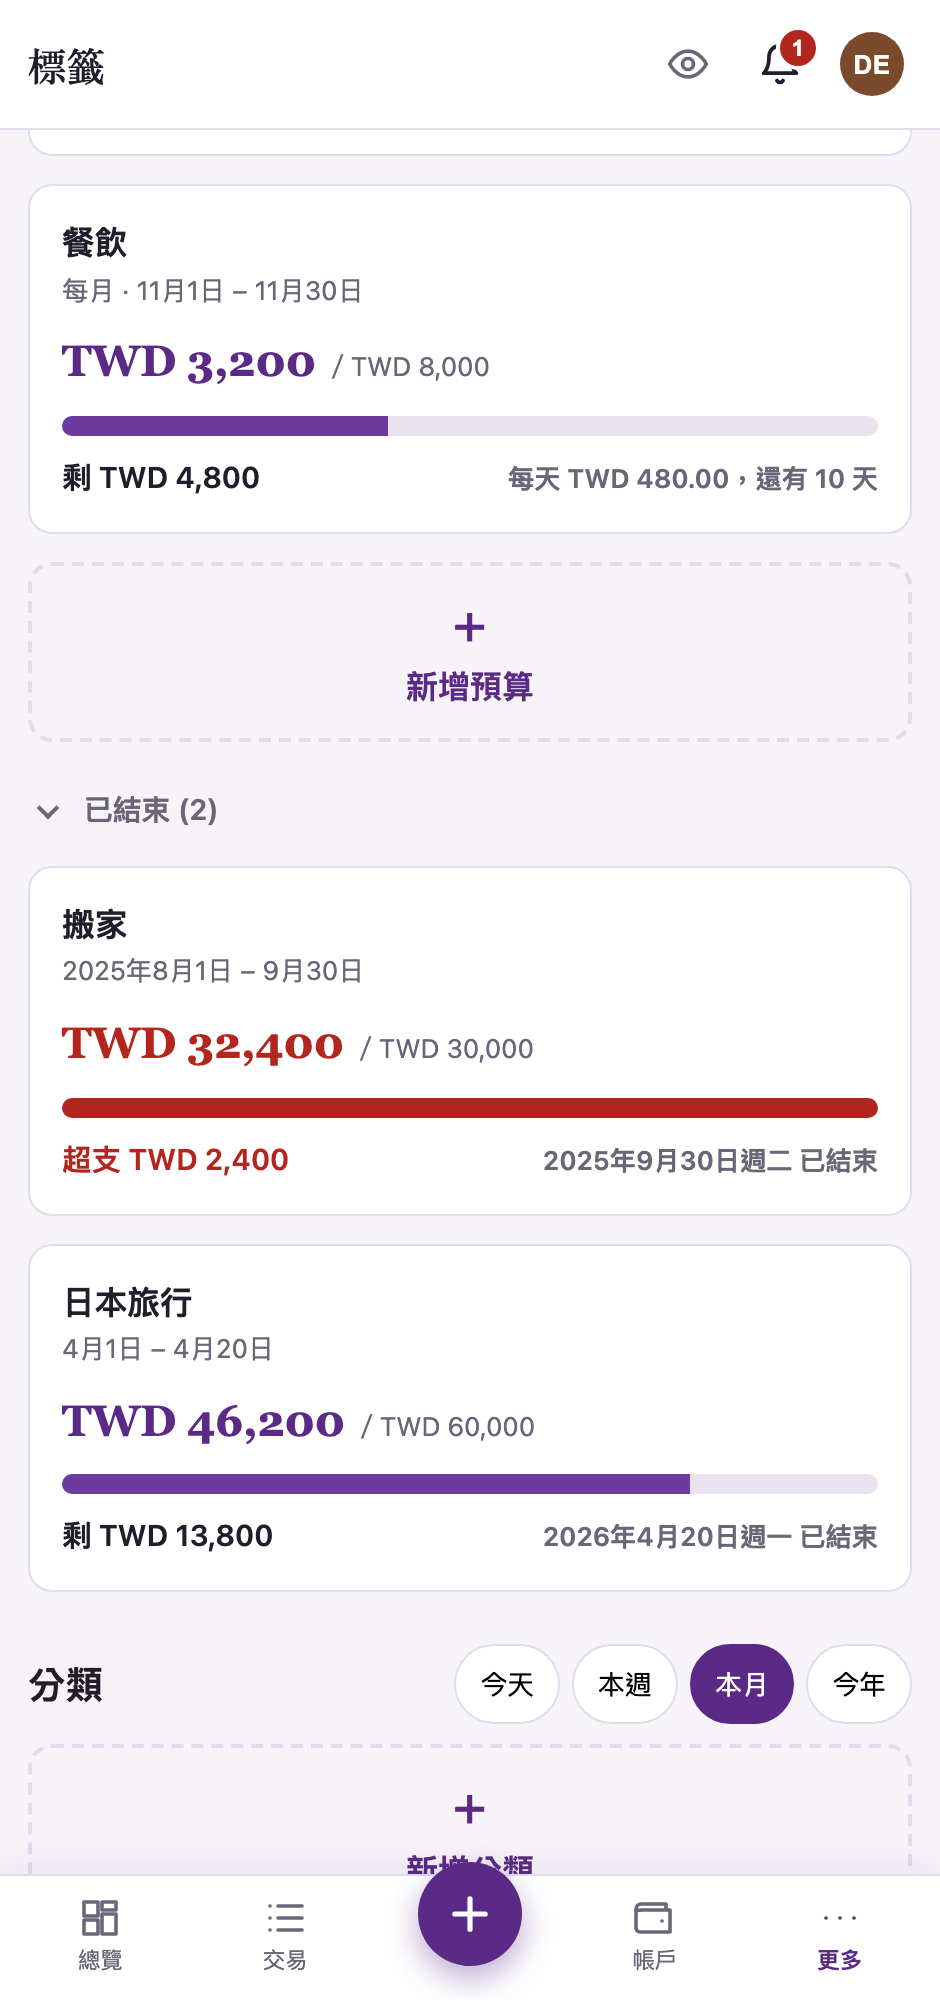 標籤
1
DE
餐飲
每月 · 11月1日 – 11月30日
TWD 3,200 / TWD 8,000
剩 TWD 4,800
每天 TWD 480.00，還有 10 天
新增預算
已結束 (2)
搬家
2025年8月1日 – 9月30日
TWD 32,400 / TWD 30,000
超支 TWD 2,400
2025年9月30日週二 已結束
日本旅行
4月1日 – 4月20日
TWD 46,200 / TWD 60,000
剩 TWD 13,800
2026年4月20日週一 已結束
分類
今天
本週
本月
今年
新增分類
總覽
交易
帳戶
更多